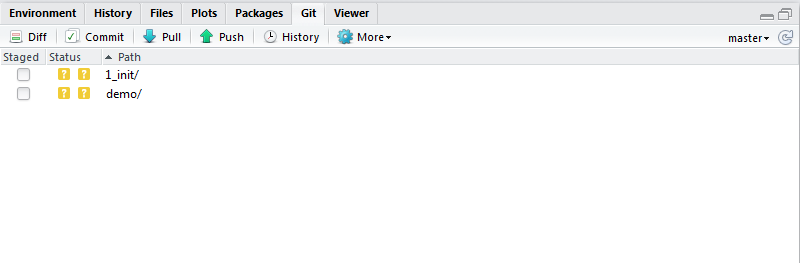 Environment History Files Plots Packages Git Viewer
Diff Commit Pull Push History More master
Staged Status Path
? ? 1_init/
? ? demo/